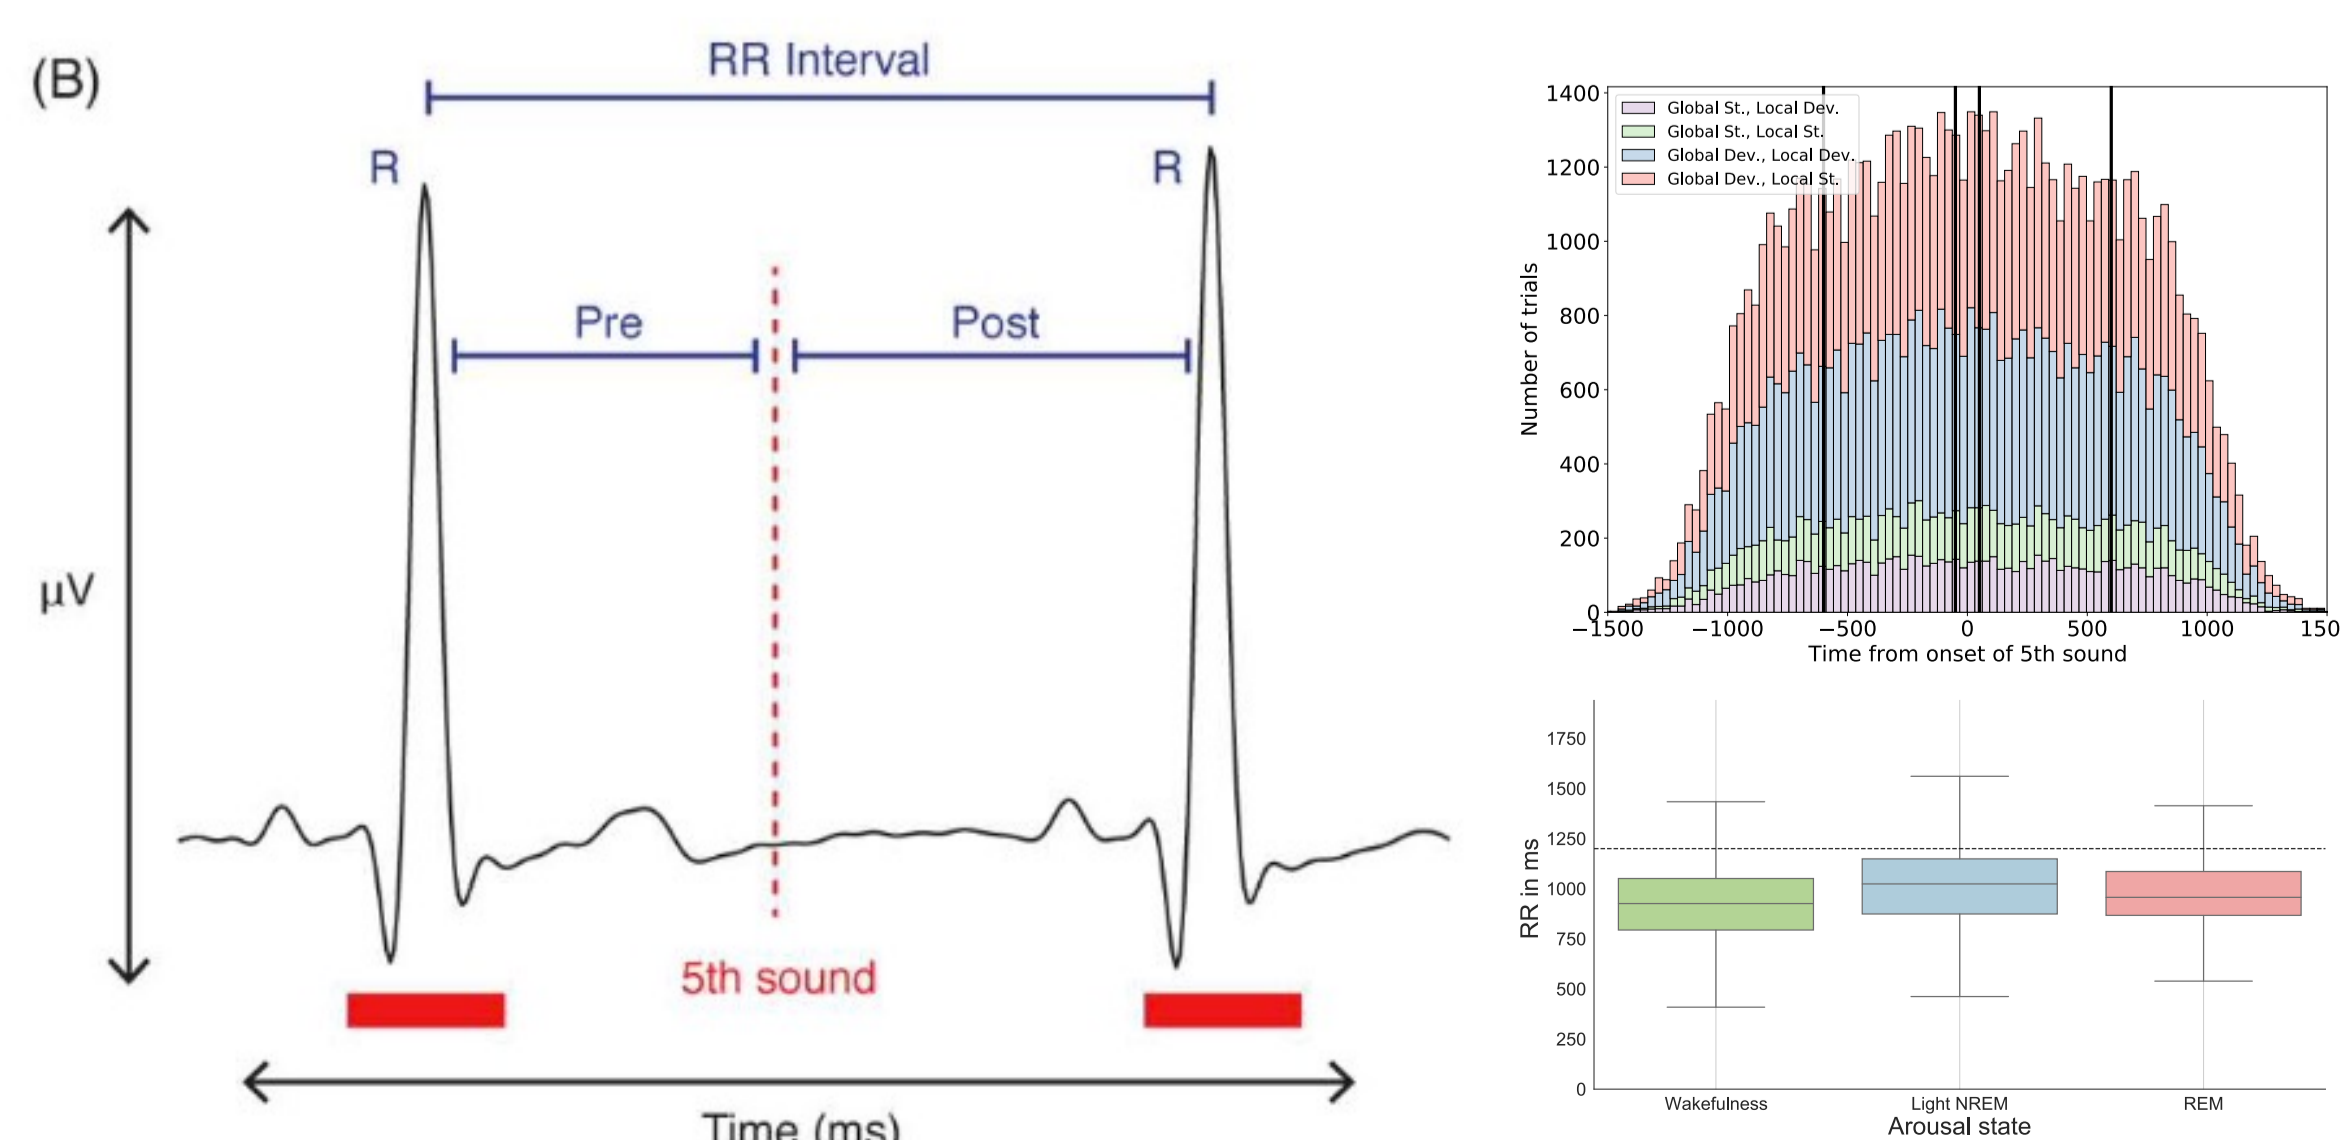 (B)
RR Interval
R
R
Pre
Post
µV
5th sound
Time (ms)
1400
1200
1000
800
600
400
200
0
Number of trials
Global St., Local Dev.
Global St., Local St.
Global Dev., Local Dev.
Global Dev., Local St.
−1500
−1000
−500
0
500
1000
150
Time from onset of 5th sound
1750
1500
1250
1000
750
500
250
0
RR in ms
Wakefulness
Light NREM
REM
Arousal state